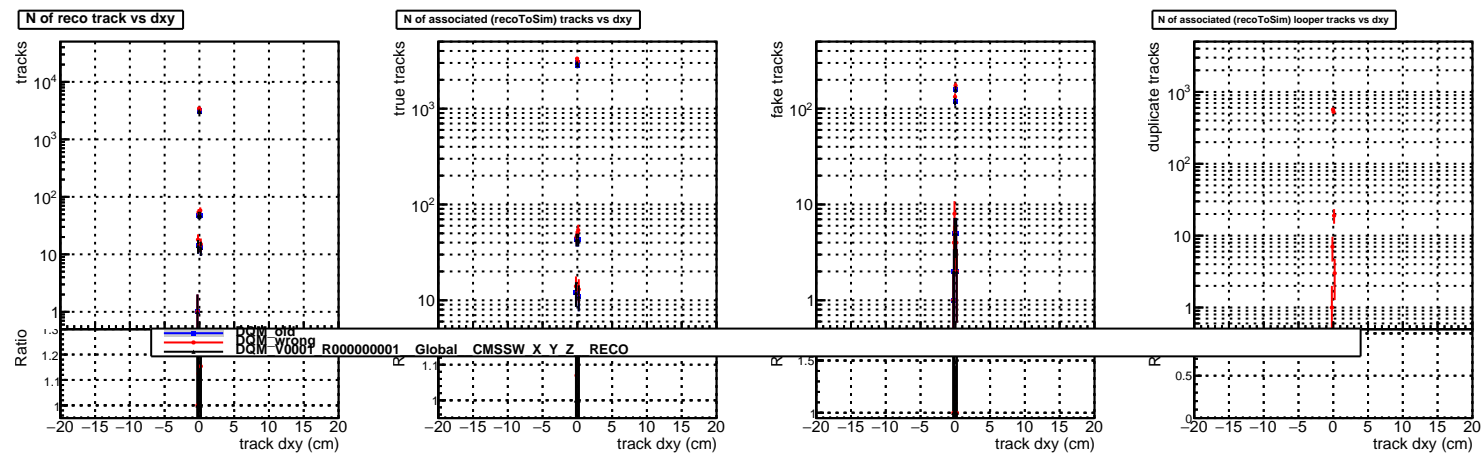 N of reco track vs dxy
N of associated (recoToSim) tracks vs dxy
N of associated (recoToSim) looper tracks vs dxy
tracks
10⁴
10³
10²
10
1
true tracks
10³
10²
10
fake tracks
10²
10
1
duplicate tracks
10³
10²
10
1
DQM_old
DQM_wrong
DQM_V0001_R000000001__Global__CMSSW_X_Y_Z__RECO
Ratio
1.3
1.2
1.1
1
−20 −15 −10 −5 0 5 10 15 20
track dxy (cm)
R
1.1
1
−20 −15 −10 −5 0 5 10 15 20
track dxy (cm)
R
1.5
1
−20 −15 −10 −5 0 5 10 15 20
track dxy (cm)
R
0.5
0
−20 −15 −10 −5 0 5 10 15 20
track dxy (cm)